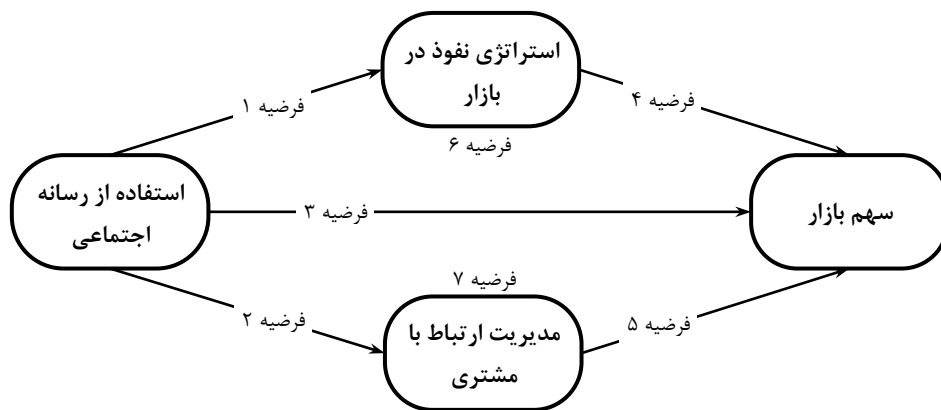 استراتژی نفوذ در
بازار
فرضیه ۱
فرضیه ۴
فرضیه ۶
استفاده از رسانه
اجتماعی
فرضیه ۳
سهم بازار
فرضیه ۷
فرضیه ۲
فرضیه ۵
مدیریت ارتباط با
مشتری